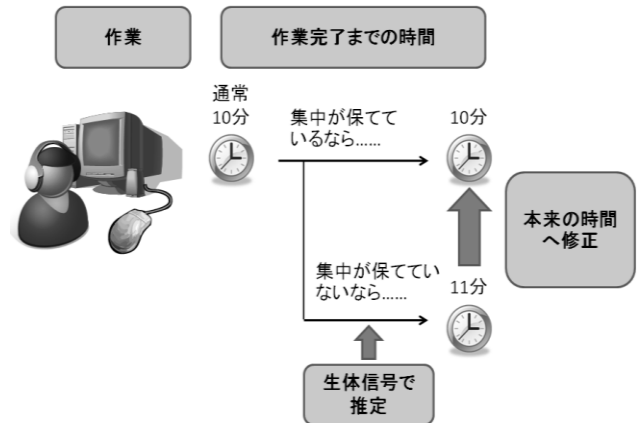 作業
作業完了までの時間
通常
10分
集中が保てて
いるなら……
10分
本来の時間
へ修正
集中が保ててい
ないなら……
11分
生体信号で
推定